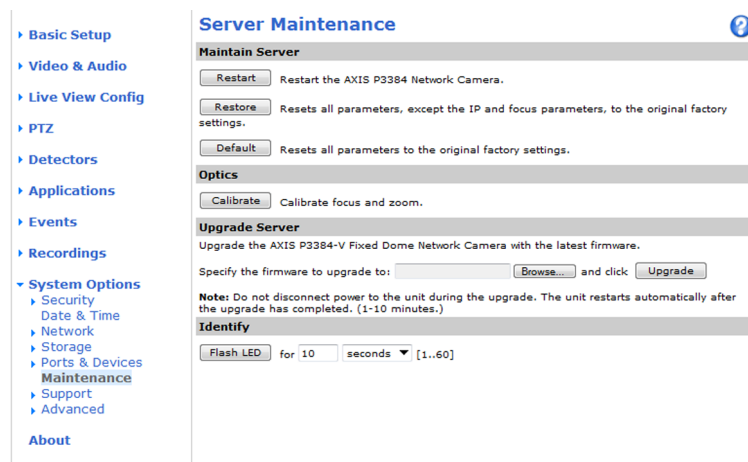 Basic Setup
Video & Audio
Live View Config
PTZ
Detectors
Applications
Events
Recordings
System Options
Security
Date & Time
Network
Storage
Ports & Devices
Maintenance
Support
Advanced
About
Server Maintenance
?
Maintain Server
Restart Restart the AXIS P3384 Network Camera.
Restore Resets all parameters, except the IP and focus parameters, to the original factory
settings.
Default Resets all parameters to the original factory settings.
Optics
Calibrate Calibrate focus and zoom.
Upgrade Server
Upgrade the AXIS P3384-V Fixed Dome Network Camera with the latest firmware.
Specify the firmware to upgrade to: Browse... and click Upgrade
Note: Do not disconnect power to the unit during the upgrade. The unit restarts automatically after
the upgrade has completed. (1-10 minutes.)
Identify
Flash LED for 10 seconds [1..60]